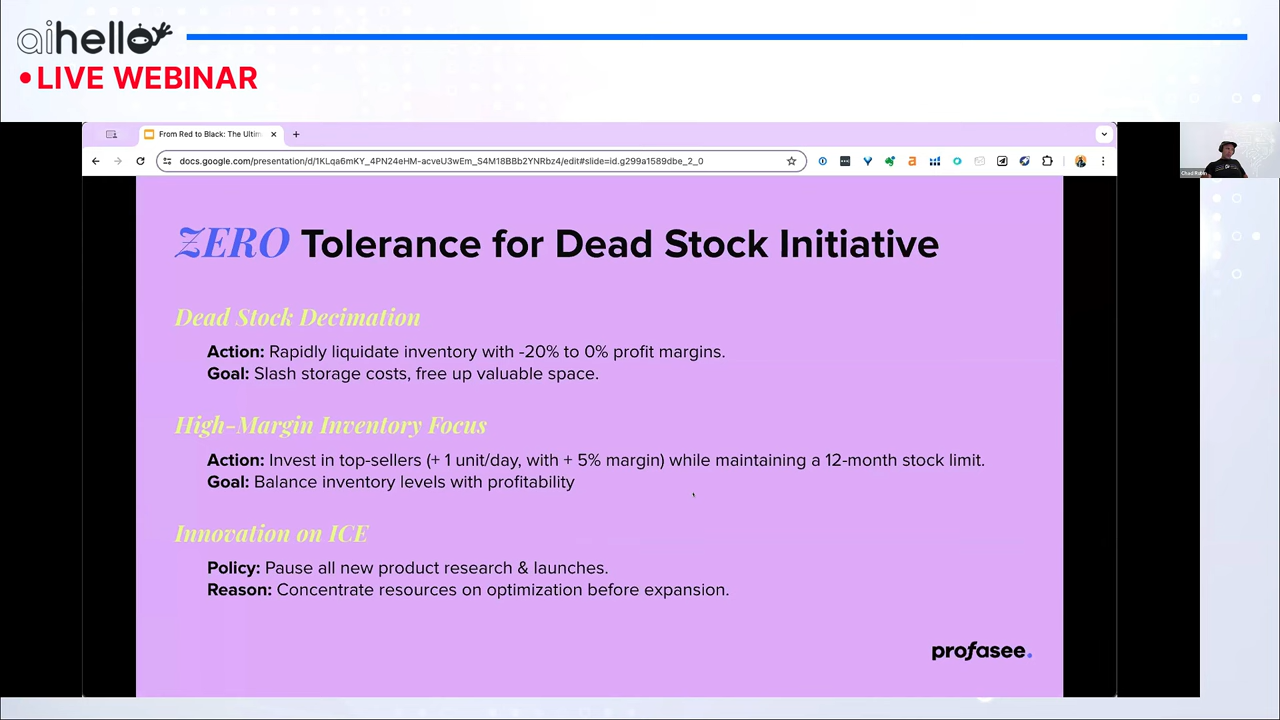 aihello
•LIVE WEBINAR
From Red to Black: The Ultim
docs.google.com/presentation/d/1KLqa6mKY_4PN24eHM-acveU3wEm_S4M18BBb2YNRbz4/edit#slide=id.g299a1589dbe_2_0
Chad Rubin
ZERO Tolerance for Dead Stock Initiative
Dead Stock Decimation
Action: Rapidly liquidate inventory with -20% to 0% profit margins.
Goal: Slash storage costs, free up valuable space.
High-Margin Inventory Focus
Action: Invest in top-sellers (+ 1 unit/day, with + 5% margin) while maintaining a 12-month stock limit.
Goal: Balance inventory levels with profitability
Innovation on ICE
Policy: Pause all new product research & launches.
Reason: Concentrate resources on optimization before expansion.
profasee.